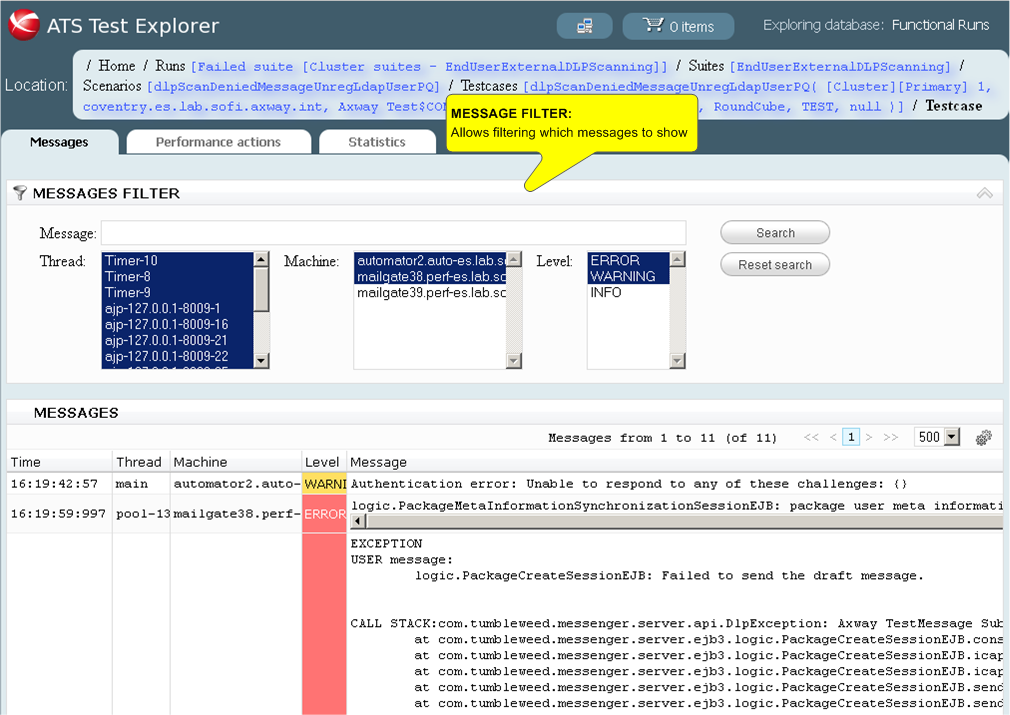 ATS Test Explorer
0 items
Exploring database: Functional Runs
Location:
/ Home / Runs [Failed suite [Cluster suites - EndUserExternalDLPScanning]] / Suites [EndUserExternalDLPScanning] /
Scenarios [dlpScanDeniedMessageUnregLdapUserPQ] / Testcases [dlpScanDeniedMessageUnregLdapUserPQ( [Cluster][Primary] 1,
coventry.es.lab.sofi.axway.int, Axway Test$CO , RoundCube, TEST, null )] / Testcase
MESSAGE FILTER:
Allows filtering which messages to show
Messages
Performance actions
Statistics
MESSAGES FILTER
Message:
Search
Thread:
Timer-10
Timer-8
Timer-9
ajp-127.0.0.1-8009-1
ajp-127.0.0.1-8009-16
ajp-127.0.0.1-8009-21
ajp-127.0.0.1-8009-22
Machine:
automator2.auto-es.lab.s
mailgate38.perf-es.lab.sc
mailgate39.perf-es.lab.sc
Level:
ERROR
WARNING
INFO
Reset search
MESSAGES
Messages from 1 to 11 (of 11) << < 1 > >> 500
Time Thread Machine Level Message
16:19:42:57 main automator2.auto- WARNI Authentication error: Unable to respond to any of these challenges: {}
16:19:59:997 pool-13 mailgate38.perf- ERROR logic.PackageMetaInformationSynchronizationSessionEJB: package user meta informati
EXCEPTION
USER message:
logic.PackageCreateSessionEJB: Failed to send the draft message.
CALL STACK:com.tumbleweed.messenger.server.api.DlpException: Axway TestMessage Sub
at com.tumbleweed.messenger.server.ejb3.logic.PackageCreateSessionEJB.cons
at com.tumbleweed.messenger.server.ejb3.logic.PackageCreateSessionEJB.icap
at com.tumbleweed.messenger.server.ejb3.logic.PackageCreateSessionEJB.icap
at com.tumbleweed.messenger.server.ejb3.logic.PackageCreateSessionEJB.send
at com.tumbleweed.messenger.server.ejb3.logic.PackageCreateSessionEJB.send